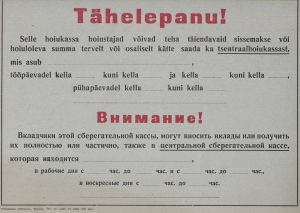 Tähelepanu!
Selle hoiukassa hoiustajad võivad teha täiendavaid sissemakse või
hoiuloleva summa tervelt või osaliselt kätte saada ka tsentraalhoiukassast,
mis asub
tööpäevadel kella kuni kella ja kella kuni kella ,
pühapäevadel kella kuni kella
Внимание!
Вкладчики этой сберегательной кассы, могут вносить вклады или получить
их полностью или частично, также в центральной сберегательной кассе,
которая находится
в рабочие дни с час. до час. и с час. до час.,
в воскресные дни с час. до час.